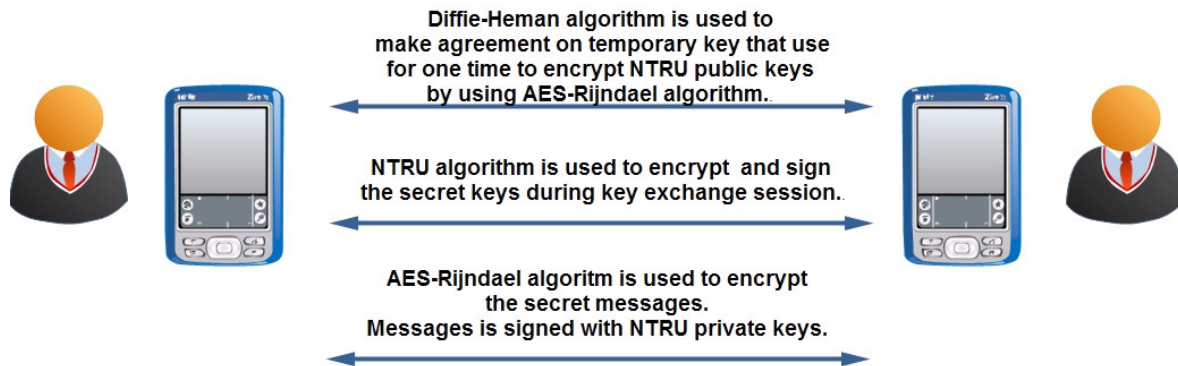 Diffie-Heman algorithm is used to
make agreement on temporary key that use
for one time to encrypt NTRU public keys
by using AES-Rijndael algorithm..
NTRU algorithm is used to encrypt and sign
the secret keys during key exchange session..
AES-Rijndael algoritm is used to encrypt
the secret messages.
Messages is signed with NTRU private keys.